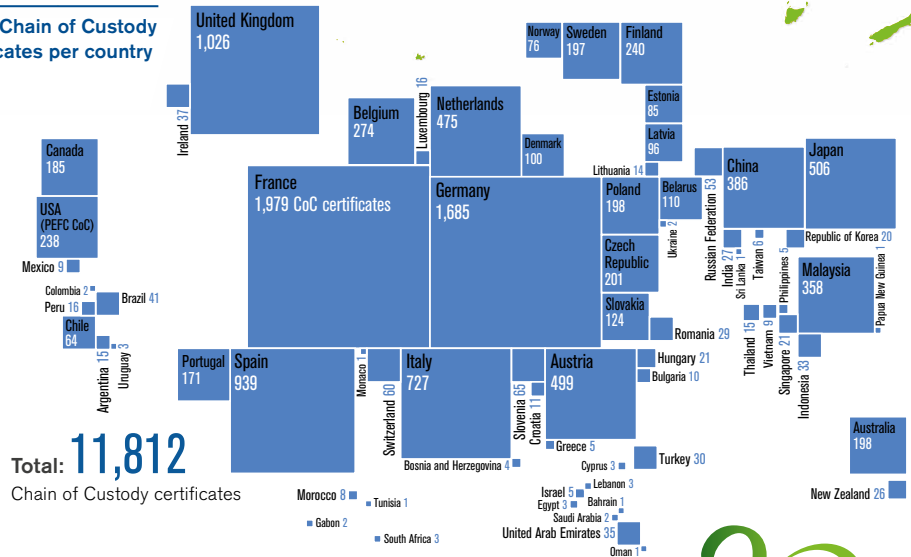 Chain of Custody
cates per country
United Kingdom
1,026
Ireland 37
Norway
76
Sweden
197
Finland
240
Estonia
85
Latvia
96
Lithuania 14
Belgium
274
Luxembourg 16
Netherlands
475
Denmark
100
Canada
185
USA
(PEFC CoC)
238
Mexico 9
Colombia 2
Peru 16
Brazil 41
Chile
64
Argentina 15
Uruguay 3
France
1,979 CoC certificates
Germany
1,685
Poland
198
Belarus
110
Ukraine 2
Czech
Republic
201
Slovakia
124
Romania 29
Russian Federation 53
China
386
Japan
506
India 27
Sri Lanka 1
Taiwan 6
Philippines 5
Republic of Korea 20
Malaysia
358
Papua New Guinea 1
Thailand 15
Vietnam 9
Singapore 21
Indonesia 33
Portugal
171
Spain
939
Monaco 1
Switzerland 60
Italy
727
Slovenia 65
Croatia 11
Austria
499
Hungary 21
Bulgaria 10
Greece 5
Bosnia and Herzegovina 4
Cyprus 3
Turkey 30
Australia
198
New Zealand 26
Total: 11,812
Chain of Custody certificates
Morocco 8
Tunisia 1
Gabon 2
South Africa 3
Lebanon 3
Israel 5
Egypt 3
Bahrain 1
Saudi Arabia 2
United Arab Emirates 35
Oman 1